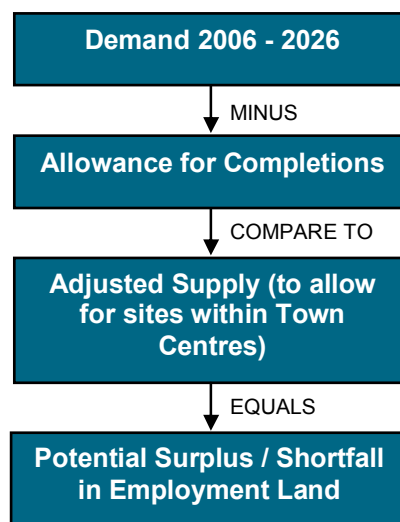 Demand 2006 - 2026
MINUS
Allowance for Completions
COMPARE TO
Adjusted Supply (to allow
for sites within Town
Centres)
EQUALS
Potential Surplus / Shortfall
in Employment Land